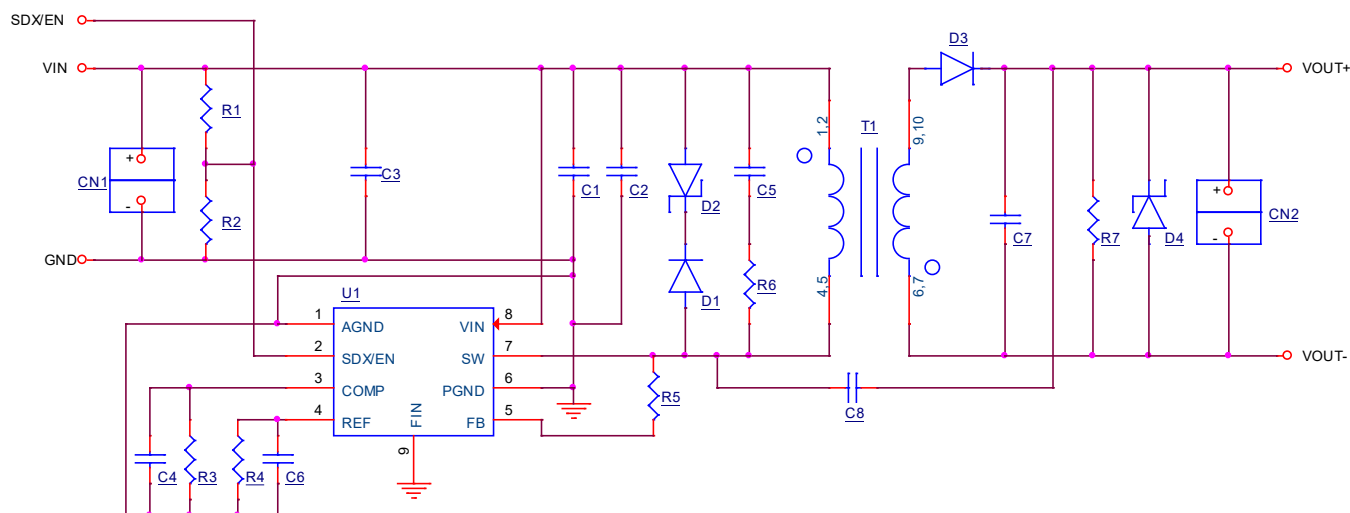 SDX/EN
D3
VIN
VOUT+
R1
1,2
T1
9,10
+
CN1
-
C3
C1
C2
D2
C5
+
CN2
-
R2
C7
R7
D4
GND
R6
D1
4,5
6,7
U1
1
AGND
VIN
8
2
SDX/EN
SW
7
VOUT-
3
COMP
PGND
6
R5
C8
4
REF
FIN
FB
5
9
C4
R3
R4
C6